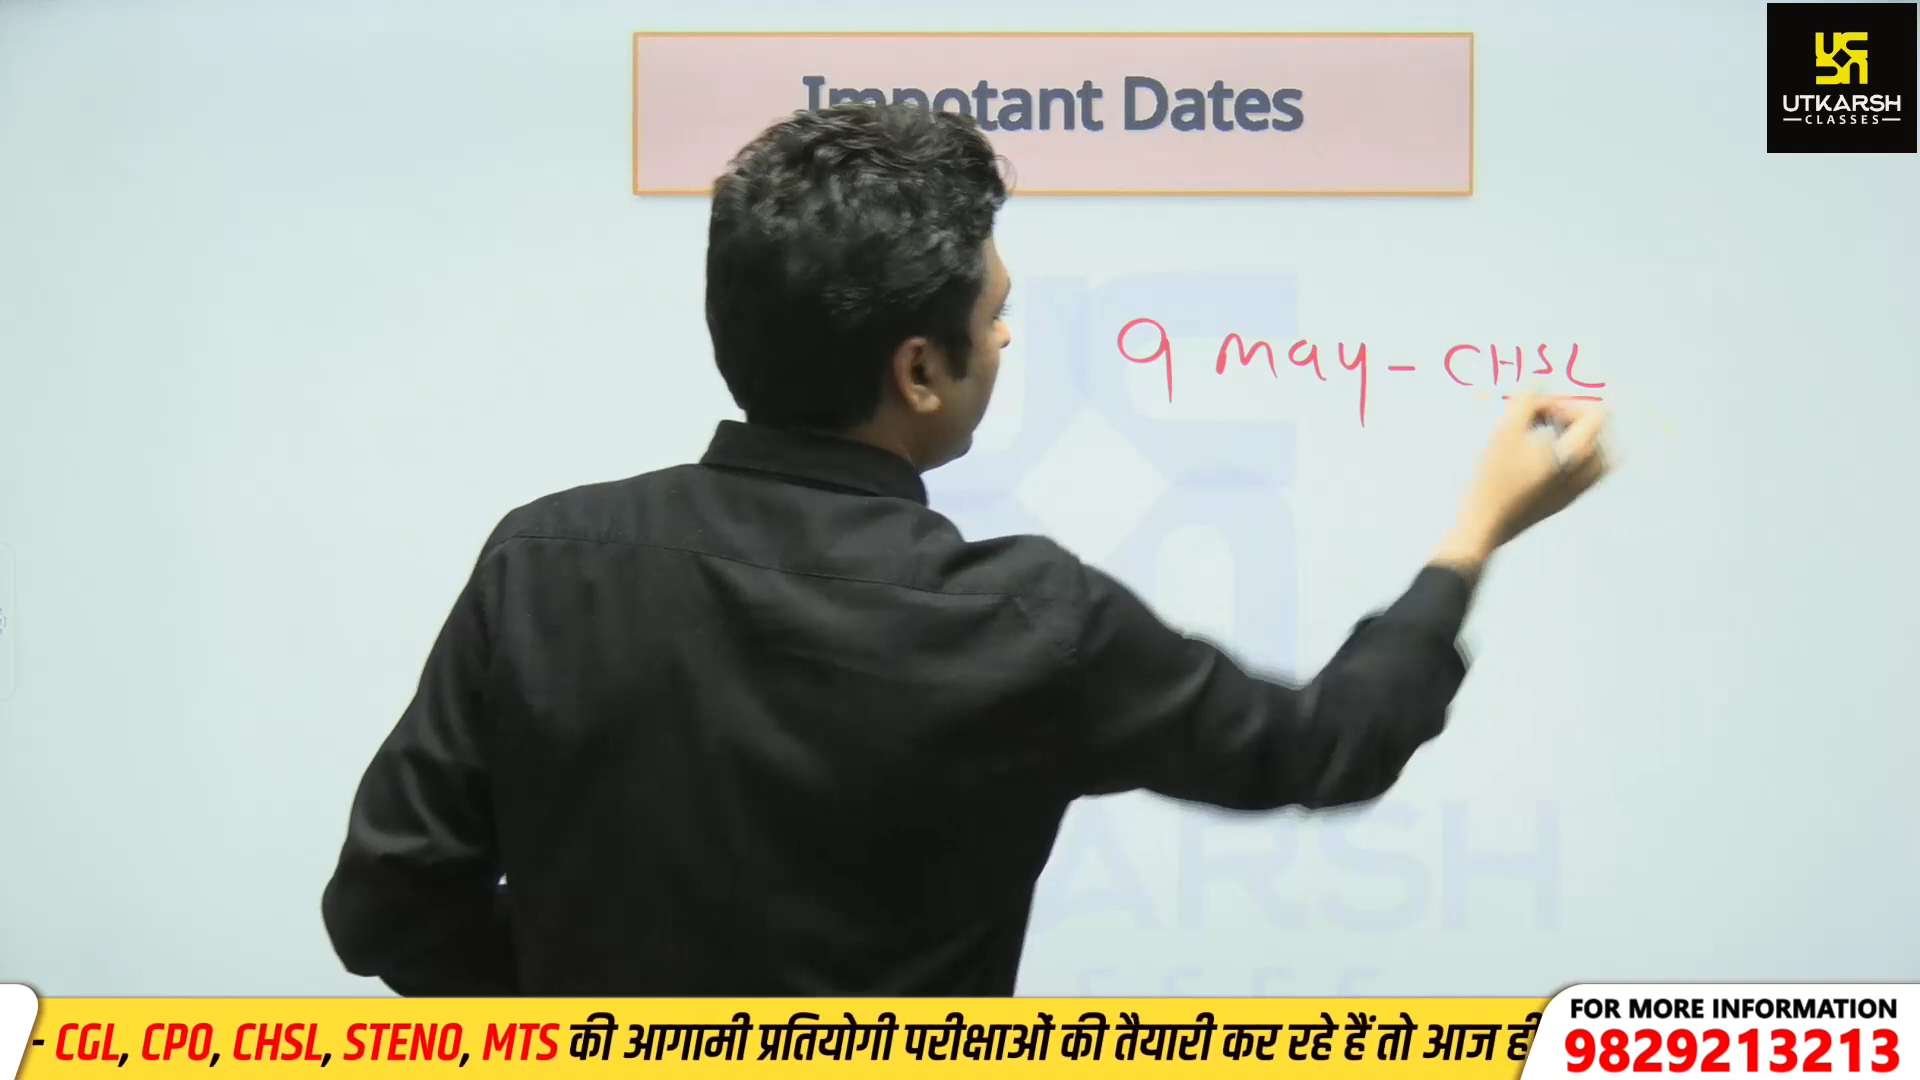 Impotant Dates
UTKARSH
CLASSES
9 may - CHSL
ARSH
- CGL, CPO, CHSL, STENO, MTS की आगामी प्रतियोगी परीक्षाओं की तैयारी कर रहे हैं तो आज ही
FOR MORE INFORMATION
9829213213